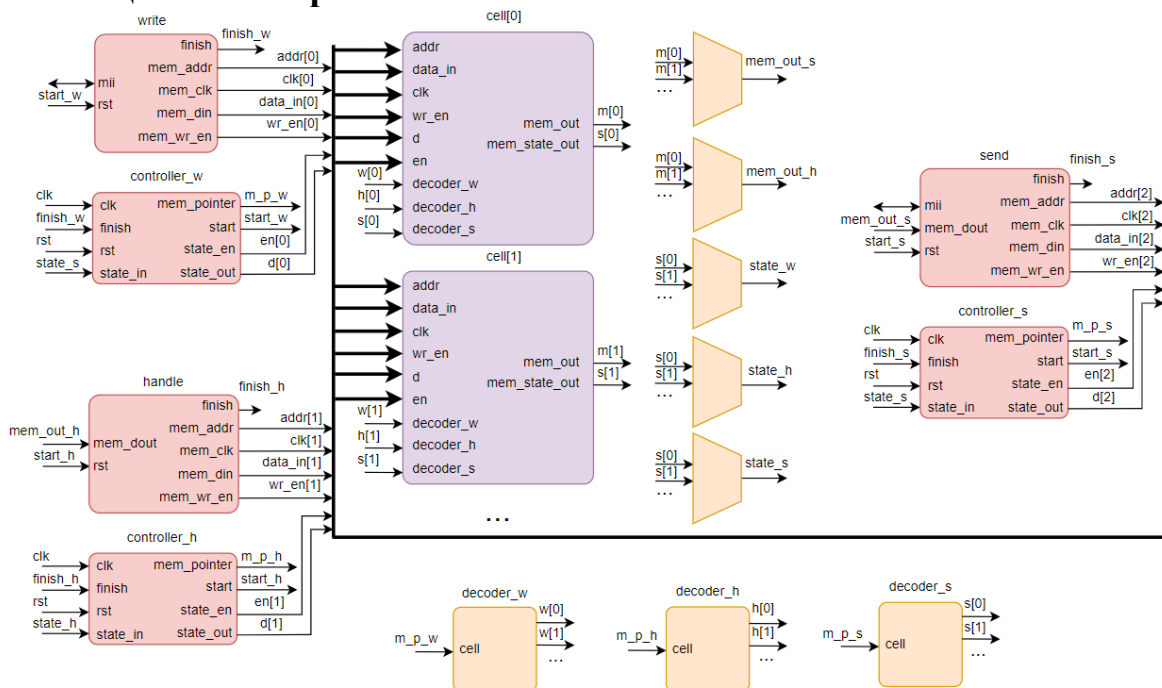 write
finish
finish_w
mem_addr
addr[0]
mii
mem_clk
clk[0]
start_w
rst
mem_din
data_in[0]
mem_wr_en
wr_en[0]
controller_w
clk
clk
mem_pointer
m_p_w
finish_w
finish
start
start_w
rst
rst
state_en
en[0]
state_s
state_in
state_out
d[0]
handle
finish
finish_h
mem_addr
addr[1]
mem_out_h
mem_dout
mem_clk
clk[1]
start_h
rst
mem_din
data_in[1]
mem_wr_en
wr_en[1]
controller_h
clk
clk
mem_pointer
m_p_h
finish_h
finish
start
start_h
rst
rst
state_en
en[1]
state_h
state_in
state_out
d[1]
cell[0]
addr
data_in
clk
wr_en
d
en
w[0]
decoder_w
h[0]
decoder_h
s[0]
decoder_s
mem_out
m[0]
mem_state_out
s[0]
cell[1]
addr
data_in
clk
wr_en
d
en
w[1]
decoder_w
h[1]
decoder_h
s[1]
decoder_s
mem_out
m[1]
mem_state_out
s[1]
...
m[0]
m[1]
...
mem_out_s
m[0]
m[1]
...
mem_out_h
s[0]
s[1]
...
state_w
s[0]
s[1]
...
state_h
s[0]
s[1]
...
state_s
send
finish
finish_s
mem_addr
addr[2]
mii
mem_out_s
mem_dout
mem_clk
clk[2]
start_s
rst
mem_din
data_in[2]
mem_wr_en
wr_en[2]
controller_s
clk
clk
mem_pointer
m_p_s
finish_s
finish
start
start_s
rst
rst
state_en
en[2]
state_s
state_in
state_out
d[2]
decoder_w
m_p_w
cell
w[0]
w[1]
...
decoder_h
m_p_h
cell
h[0]
h[1]
...
decoder_s
m_p_s
cell
s[0]
s[1]
...